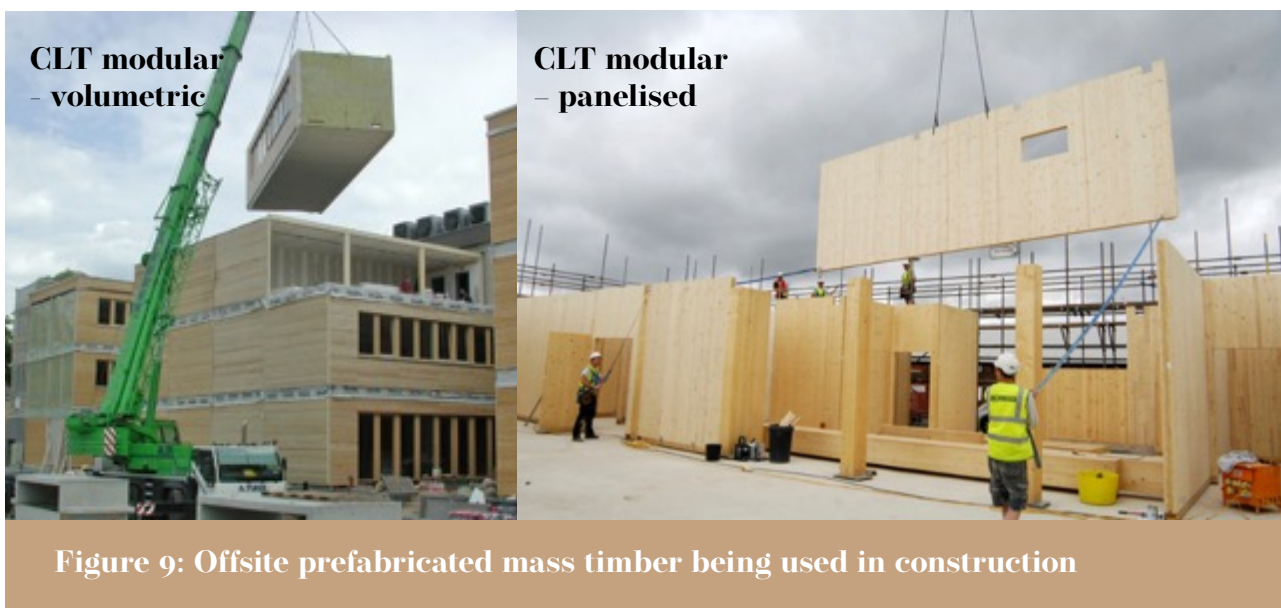 CLT modular
- volumetric
CLT modular
– panelised
Figure 9: Offsite prefabricated mass timber being used in construction